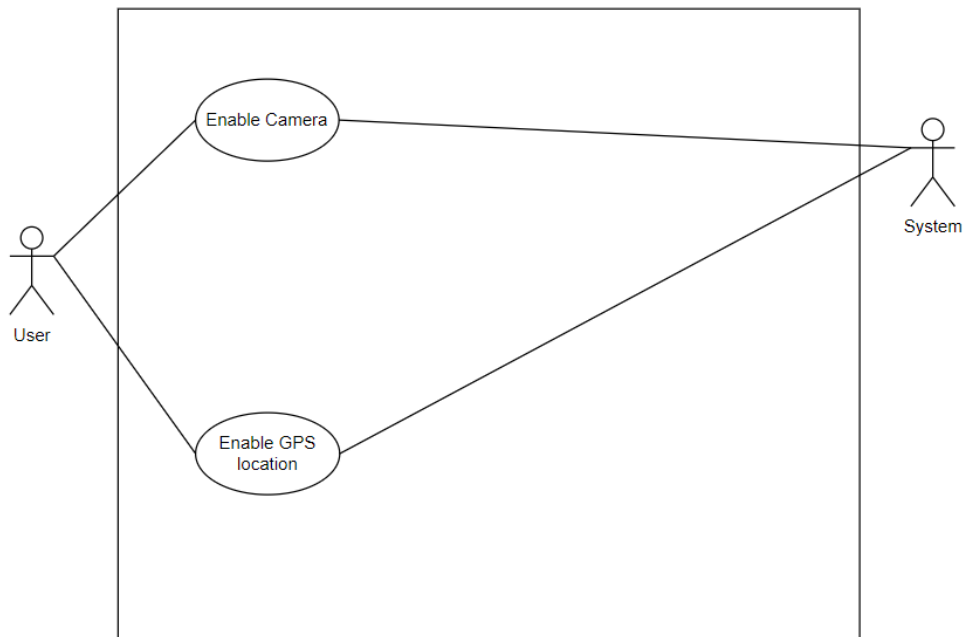 Enable Camera
System
User
Enable GPS
location